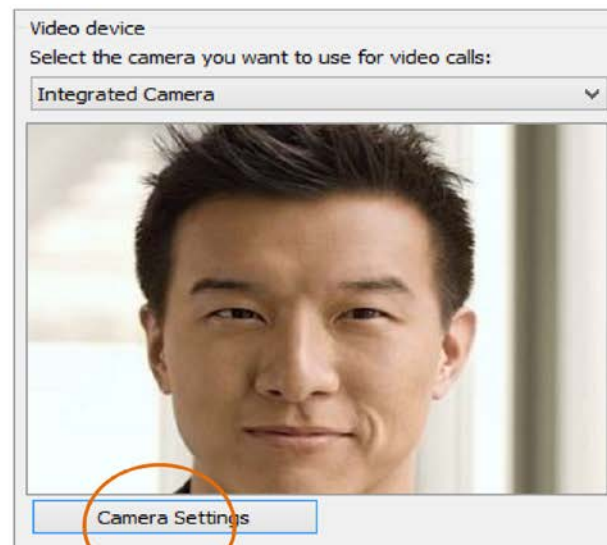 Video device
Select the camera you want to use for video calls:
Integrated Camera
Camera Settings